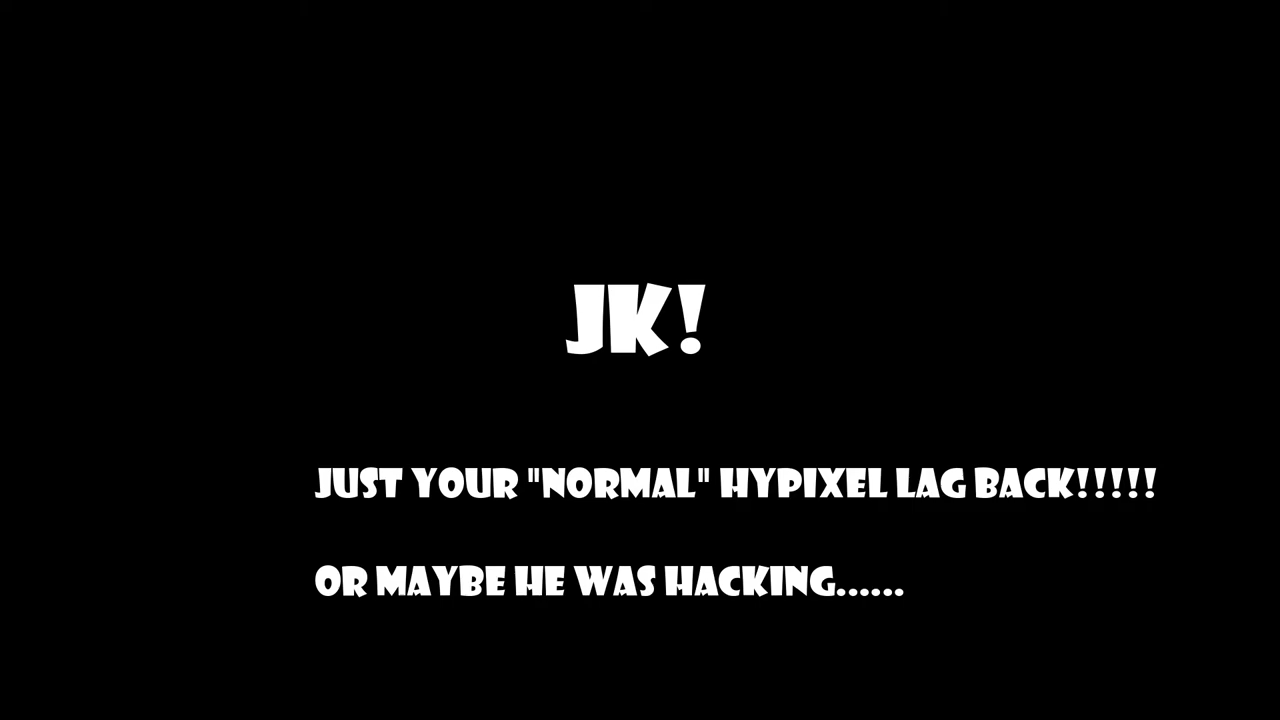 JK!
JUST YOUR "NORMAL" HYPIXEL LAG BACK!!!!!
OR MAYBE HE WAS HACKING......